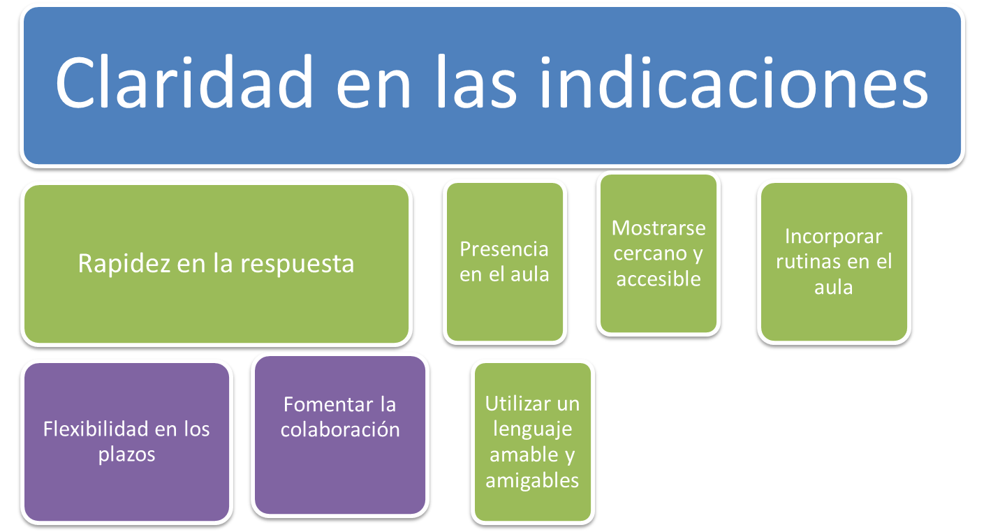 Claridad en las indicaciones
Rapidez en la respuesta
Presencia
en el aula
Mostrarse
cercano y
accesible
Incorporar
rutinas en el
aula
Flexibilidad en los
plazos
Fomentar la
colaboración
Utilizar un
lenguaje
amable y
amigables